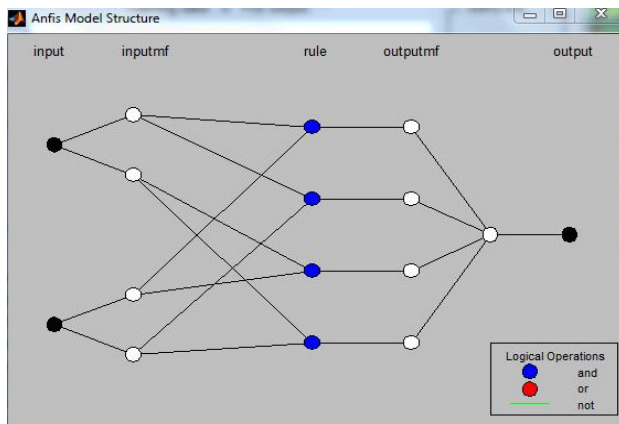 Anfis Model Structure
input inputmf rule outputmf output
Logical Operations
and
or
not